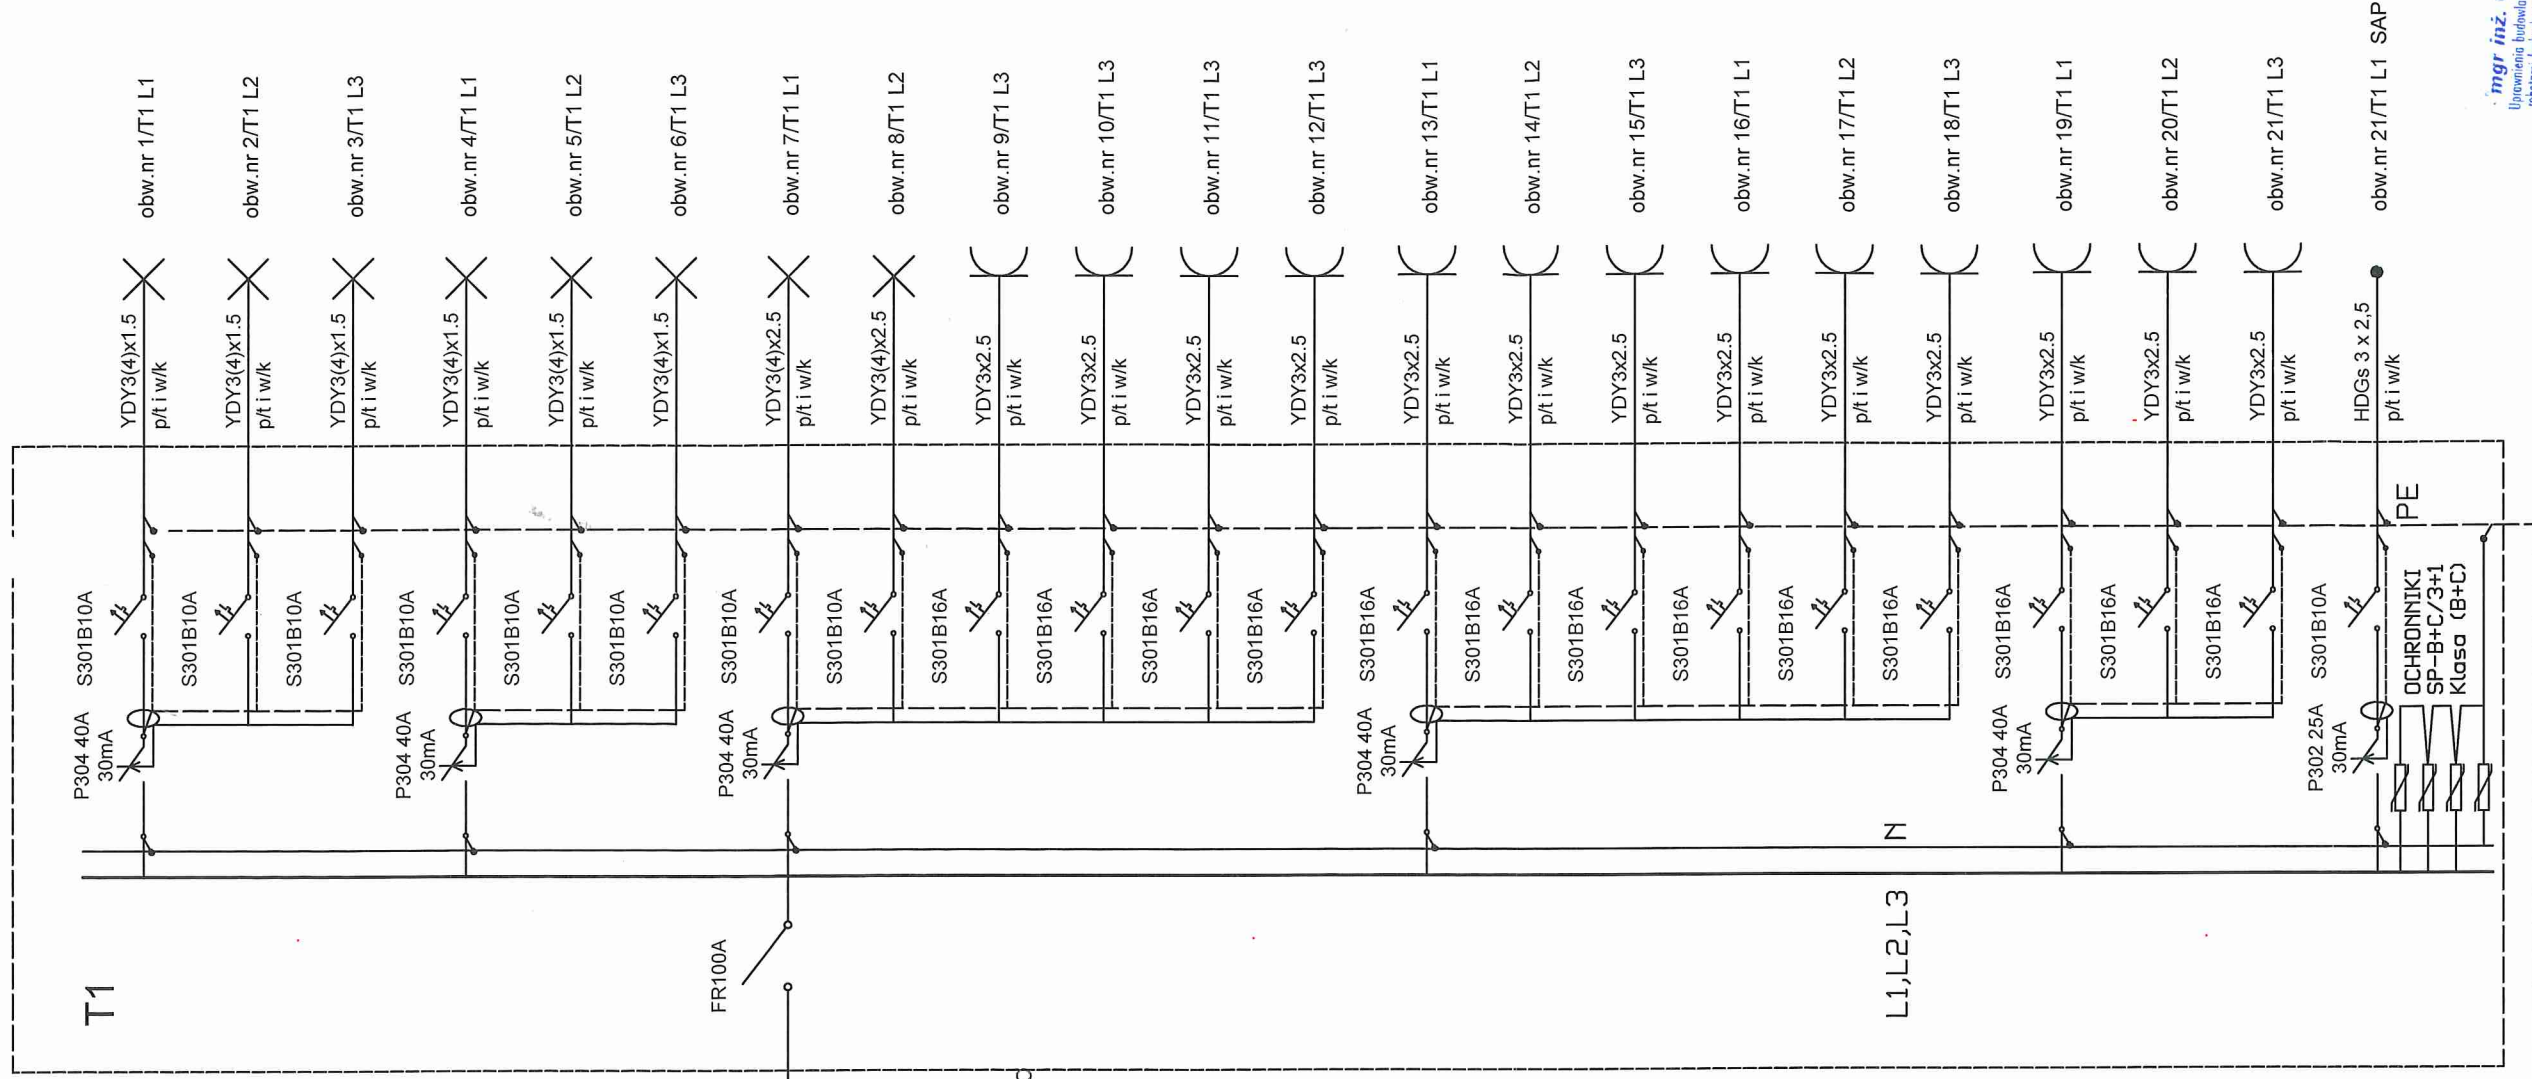 T1
FR100A
L1,L2,L3
N
PE
P304 40A
30mA
S301B10A
YDY3(4)x1.5
p/t i w/k
obw.nr 1/T1 L1
S301B10A
YDY3(4)x1.5
p/t i w/k
obw.nr 2/T1 L2
S301B10A
YDY3(4)x1.5
p/t i w/k
obw.nr 3/T1 L3
P304 40A
30mA
S301B10A
YDY3(4)x1.5
p/t i w/k
obw.nr 4/T1 L1
S301B10A
YDY3(4)x1.5
p/t i w/k
obw.nr 5/T1 L2
S301B10A
YDY3(4)x1.5
p/t i w/k
obw.nr 6/T1 L3
P304 40A
30mA
S301B10A
YDY3(4)x2.5
p/t i w/k
obw.nr 7/T1 L1
S301B10A
YDY3(4)x2.5
p/t i w/k
obw.nr 8/T1 L2
S301B16A
YDY3x2.5
p/t i w/k
obw.nr 9/T1 L3
S301B16A
YDY3x2.5
p/t i w/k
obw.nr 10/T1 L3
S301B16A
YDY3x2.5
p/t i w/k
obw.nr 11/T1 L3
S301B16A
YDY3x2.5
p/t i w/k
obw.nr 12/T1 L3
P304 40A
30mA
S301B16A
YDY3x2.5
p/t i w/k
obw.nr 13/T1 L1
S301B16A
YDY3x2.5
p/t i w/k
obw.nr 14/T1 L2
S301B16A
YDY3x2.5
p/t i w/k
obw.nr 15/T1 L3
S301B16A
YDY3x2.5
p/t i w/k
obw.nr 16/T1 L1
S301B16A
YDY3x2.5
p/t i w/k
obw.nr 17/T1 L2
S301B16A
YDY3x2.5
p/t i w/k
obw.nr 18/T1 L3
P304 40A
30mA
S301B16A
YDY3x2.5
p/t i w/k
obw.nr 19/T1 L1
S301B16A
YDY3x2.5
p/t i w/k
obw.nr 20/T1 L2
S301B16A
YDY3x2.5
p/t i w/k
obw.nr 21/T1 L3
P302 25A
30mA
S301B10A
HDGs 3 x 2,5
p/t i w/k
obw.nr 21/T1 L1 SAP
OCHRONNIKI
SP-B+C/3+1
Klasa (B+C)
mgr inż.
Uprawnienia budowla